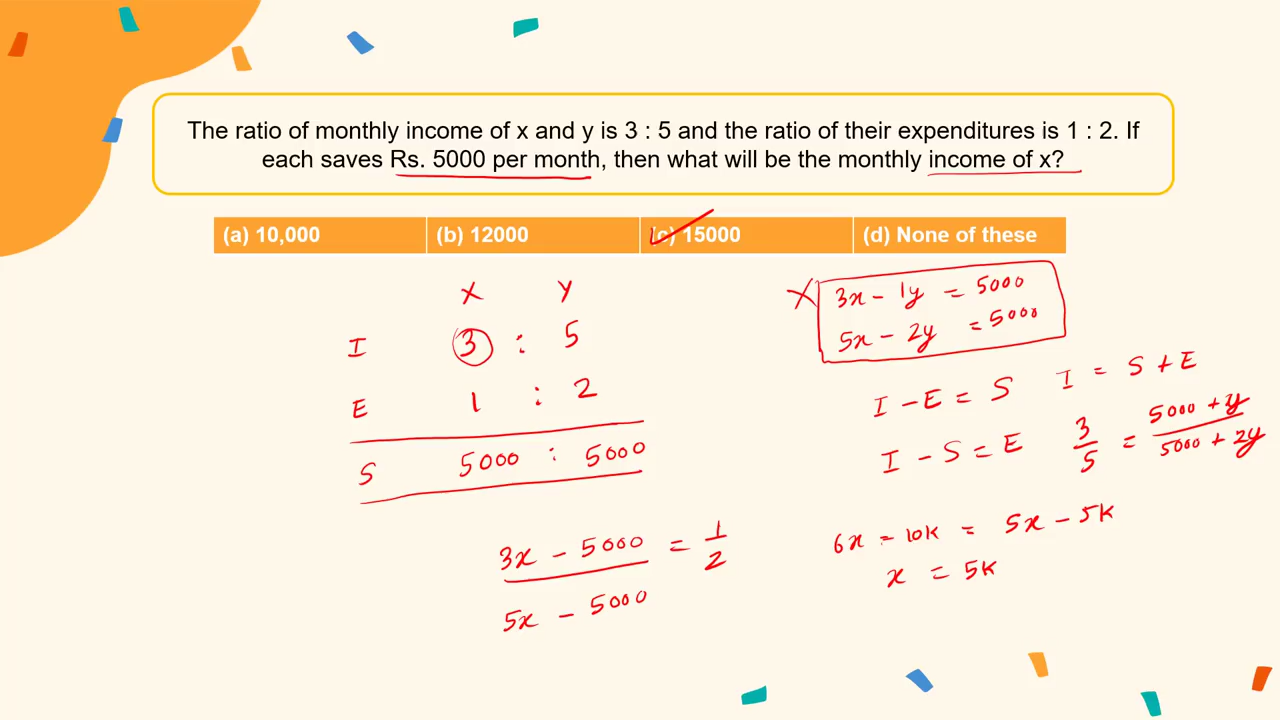 The ratio of monthly income of x and y is 3 : 5 and the ratio of their expenditures is 1 : 2. If
each saves Rs. 5000 per month, then what will be the monthly income of x?
(a) 10,000 (b) 12000 (c) 15000 (d) None of these
X Y
I 3 : 5
E 1 : 2
S 5000 : 5000
3x - 5000 = 1
5x - 5000 2
X 3x - 1y = 5000
5x - 2y = 5000
I - E = S I = S + E
I - S = E 3 = 5000 + y
5 5000 + 2y
6x - 10k = 5x - 5k
x = 5k